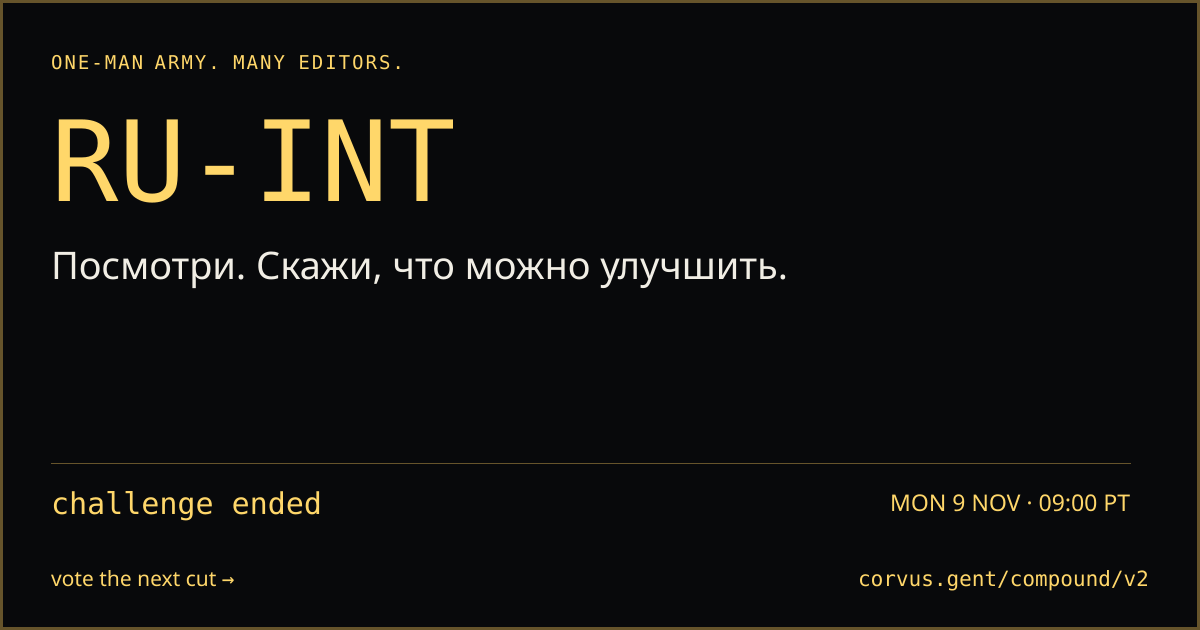 ONE-MAN ARMY. MANY EDITORS.
RU-INT
Посмотри. Скажи, что можно улучшить.
challenge ended
MON 9 NOV · 09:00 PT
vote the next cut →
corvus.gent/compound/v2